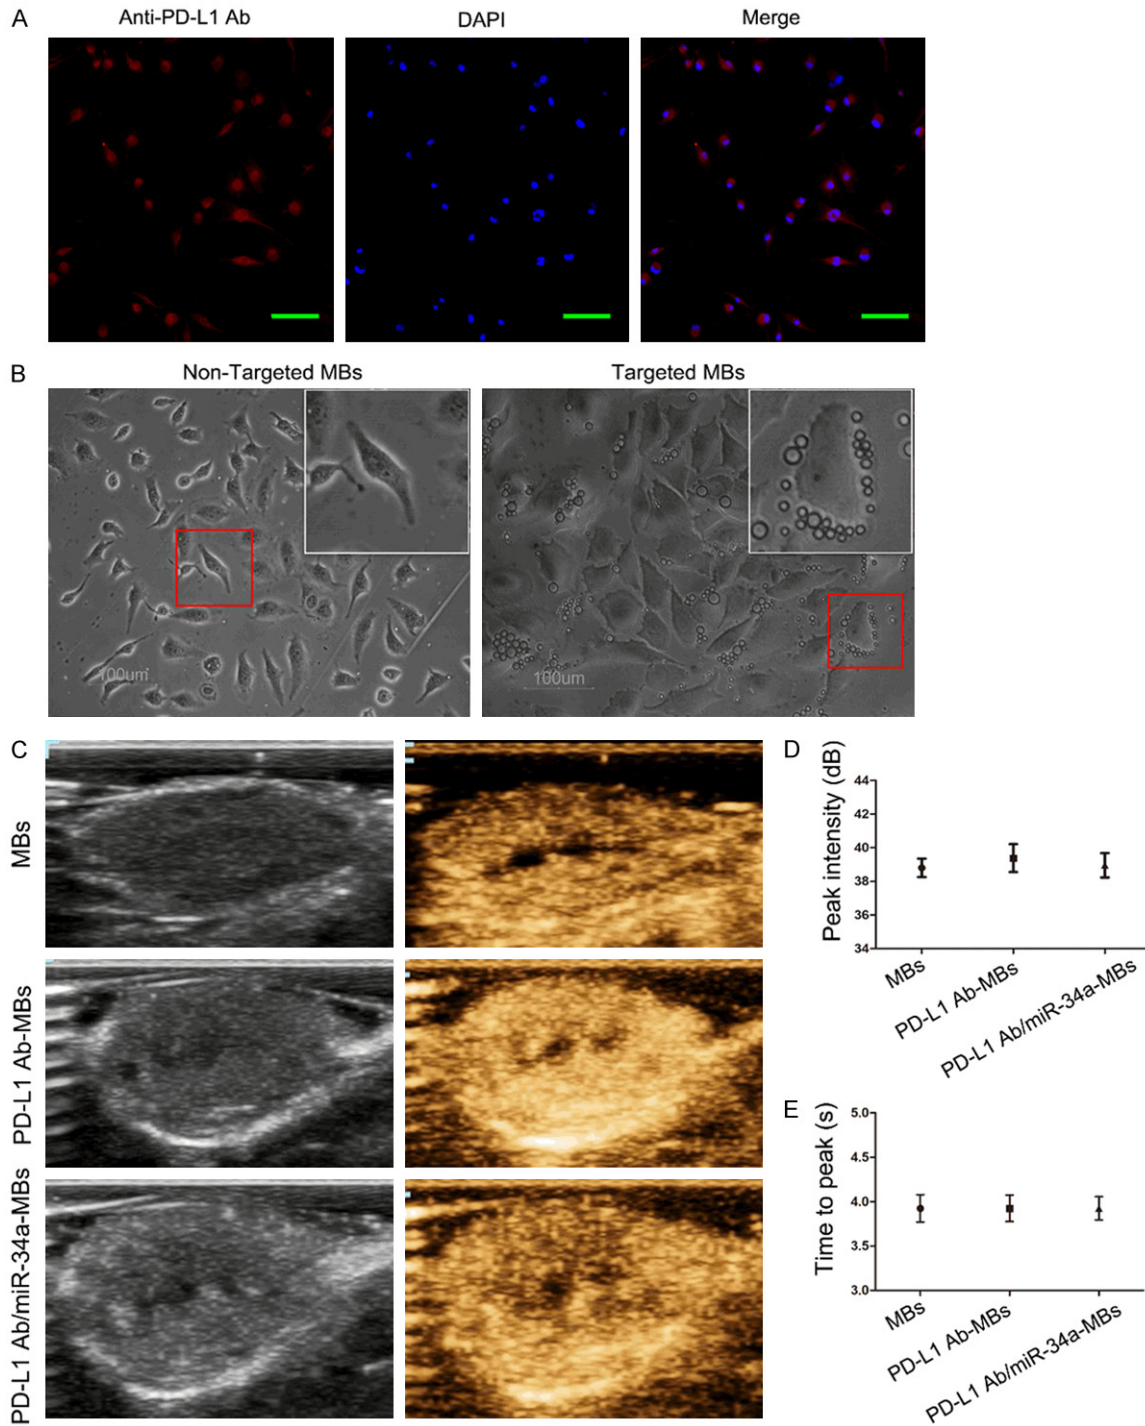 A
Anti-PD-L1 Ab
DAPI
Merge
B
Non-Targeted MBs
Targeted MBs
100um
100um
C
MBs
PD-L1 Ab-MBs
PD-L1 Ab/miR-34a-MBs
D
Peak intensity (dB)
44
42
40
38
36
34
MBs
PD-L1 Ab-MBs
PD-L1 Ab/miR-34a-MBs
E
Time to peak (s)
5.0
4.5
4.0
3.5
3.0
MBs
PD-L1 Ab-MBs
PD-L1 Ab/miR-34a-MBs